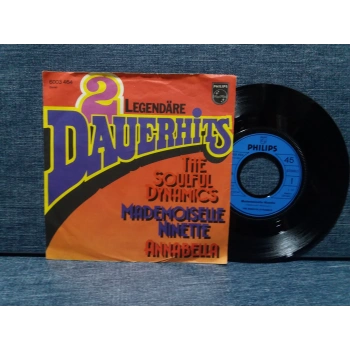 2 LEGENDÄRE
DAUERHITS
PHILIPS
THE
SOULFUL
DYNAMICS
MADEMOISELLE
NINETTE
ANNABELLA
PHILIPS
45